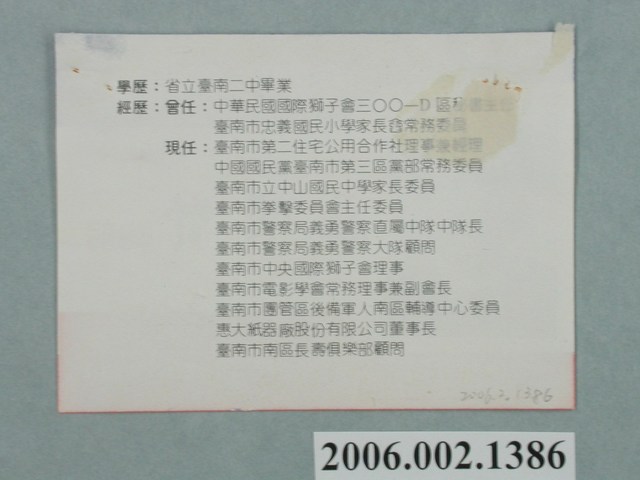 學歷：省立臺南二中畢業
經歷：曾任：中華民國國際獅子會三〇〇一D區秘書主任
臺南市忠義國民小學家長會常務委員
現任：臺南市第二住宅公用合作社理事兼經理
中國國民黨臺南市第三區黨部常務委員
臺南市立中山國民中學家長委員
臺南市拳擊委員會主任委員
臺南市警察局義勇警察直屬中隊中隊長
臺南市警察局義勇警察大隊顧問
臺南市中央國際獅子會理事
臺南市電影學會常務理事兼副會長
臺南市團管區後備軍人南區輔導中心委員
惠大紙器廠股份有限公司董事長
臺南市南區長壽俱樂部顧問
2006.2.1386
2006.002.1386